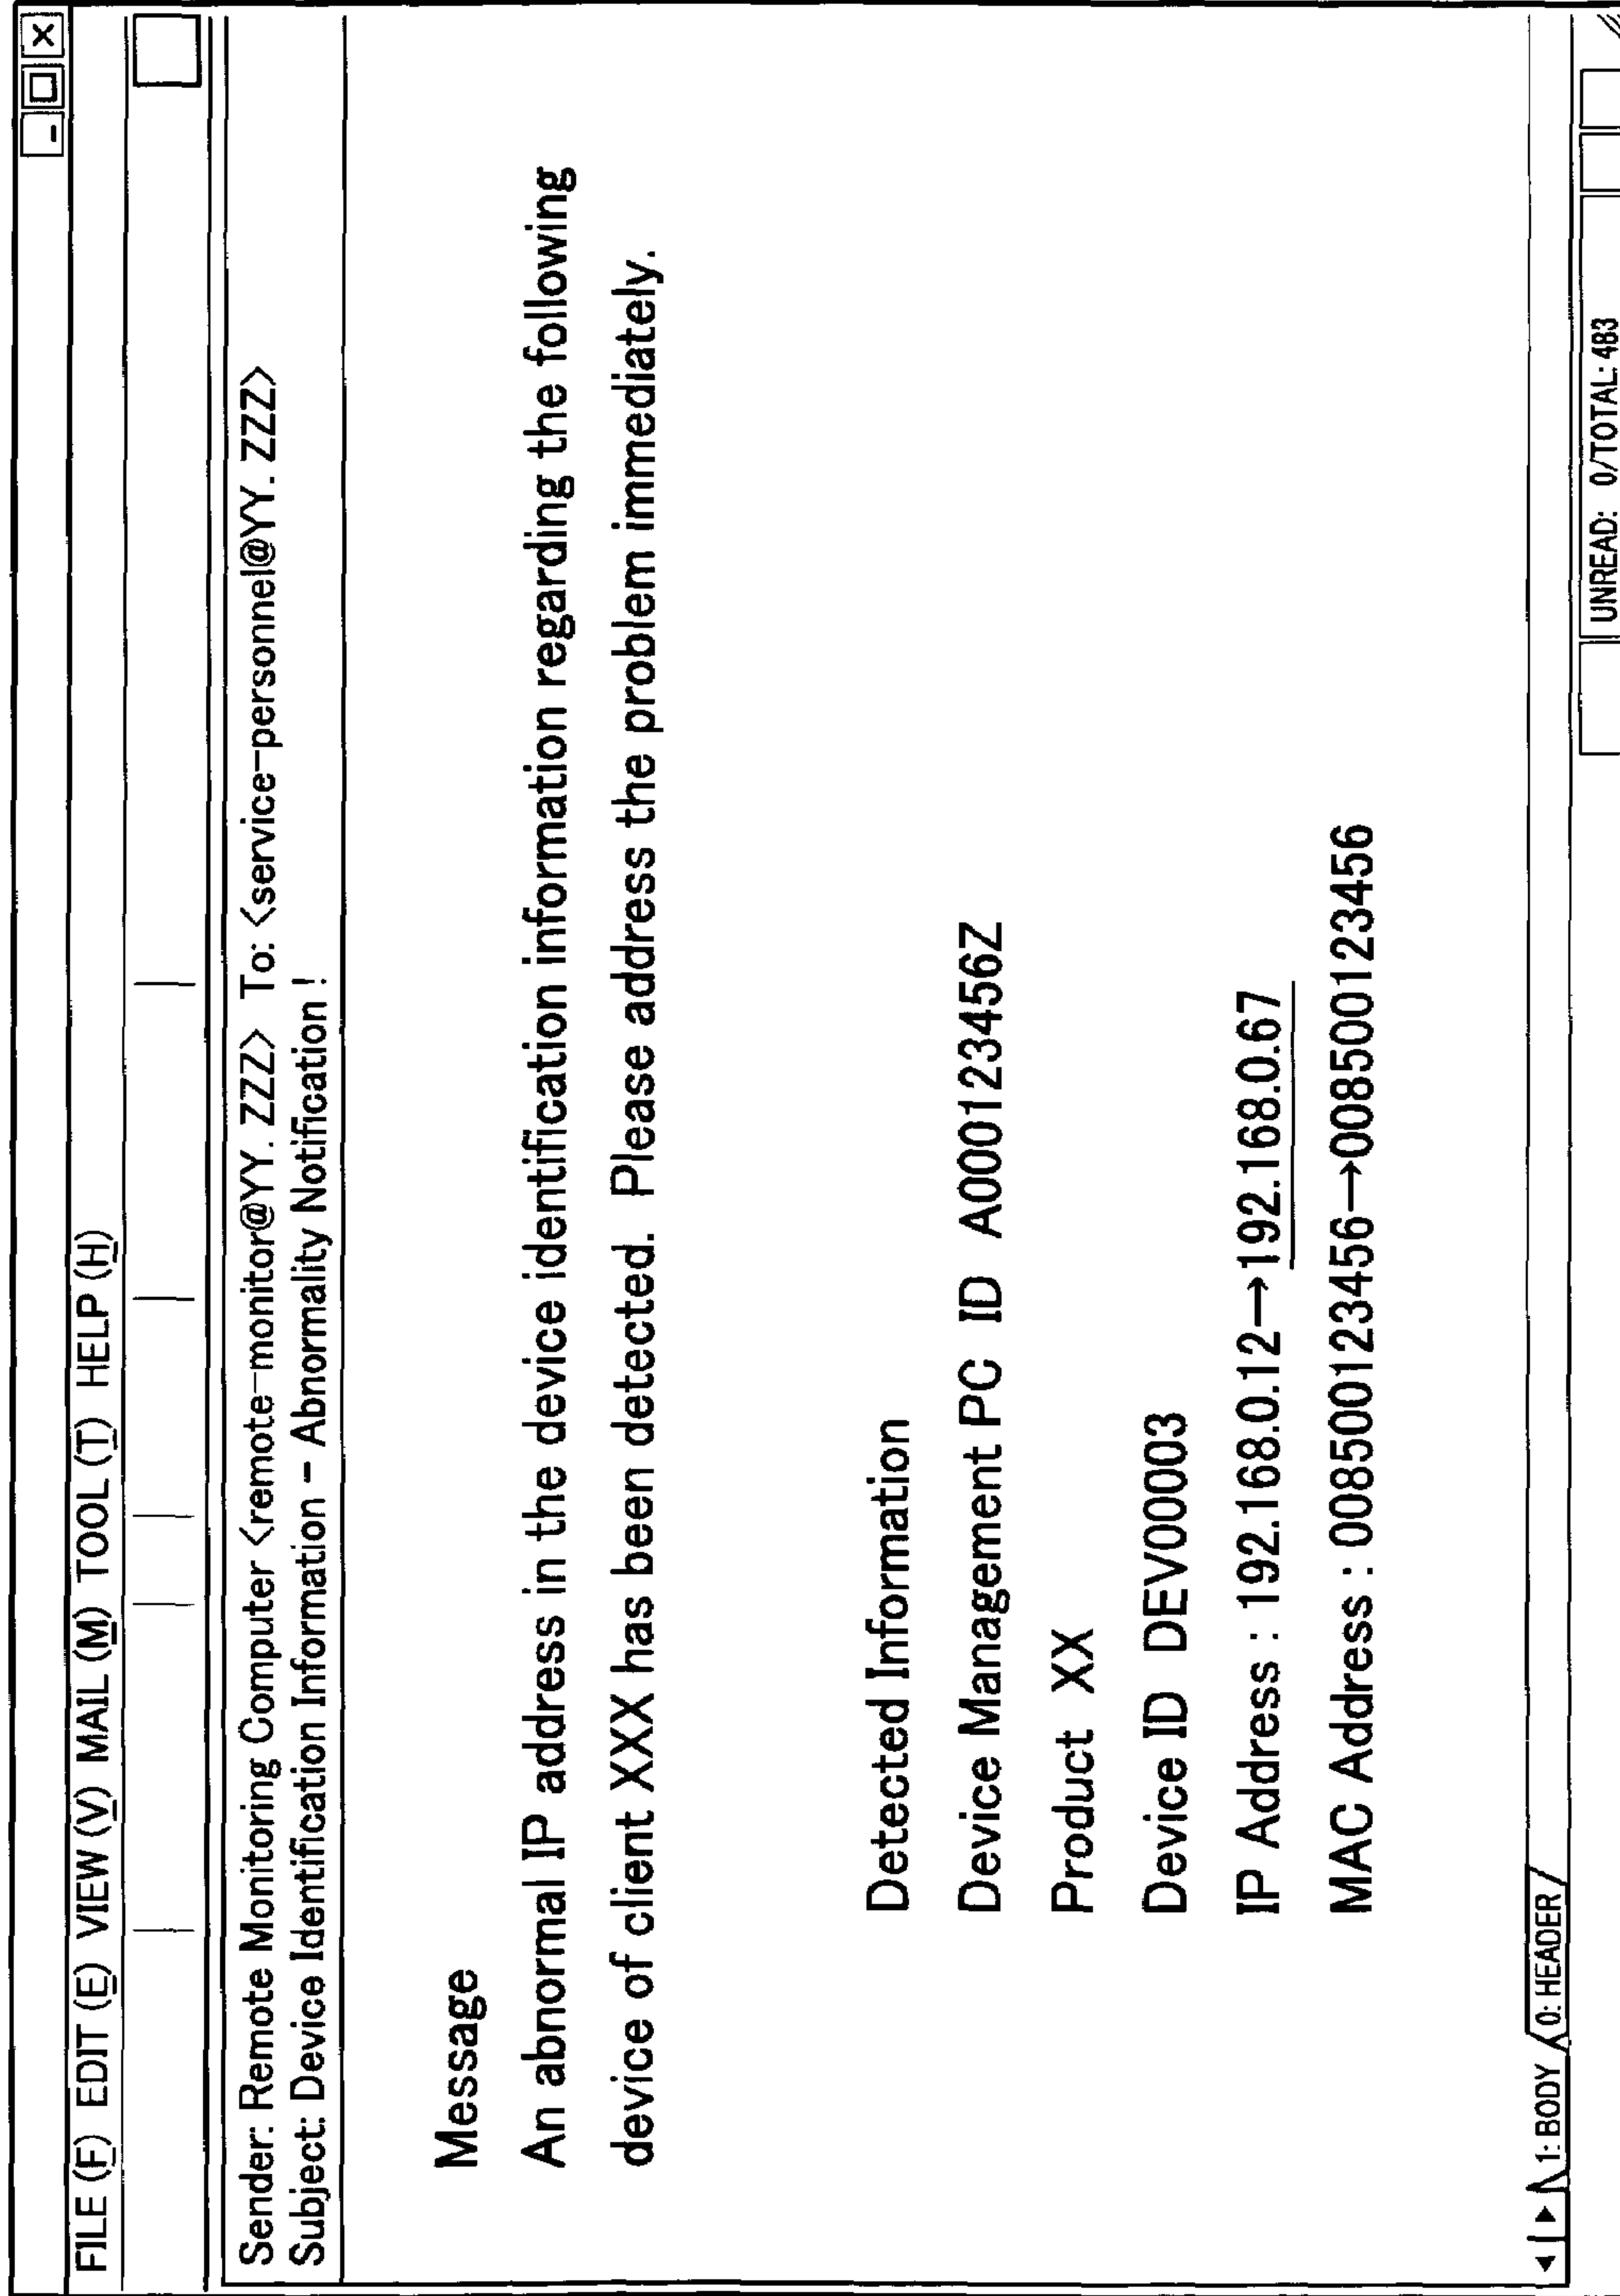 FILE (F) EDIT (E) VIEW (V) MAIL (M) TOOL (T) HELP (H)
Sender: Remote Monitoring Computer <remote-monitor@YY. ZZZ> To: <service-personnel@YY. ZZZ>
Subject: Device Identification Information - Abnormality Notification !
Message
An abnormal IP address in the device identification information regarding the following
device of client XXX has been detected. Please address the problem immediately.
Detected Information
Device Management PC ID A000123456Z
Product XX
Device ID DEV00003
IP Address : 192.168.0.12→192.168.0.67
MAC Address : 008500123456→008500123456
1: BODY 0: HEADER
UNREAD: 0/TOTAL: 483